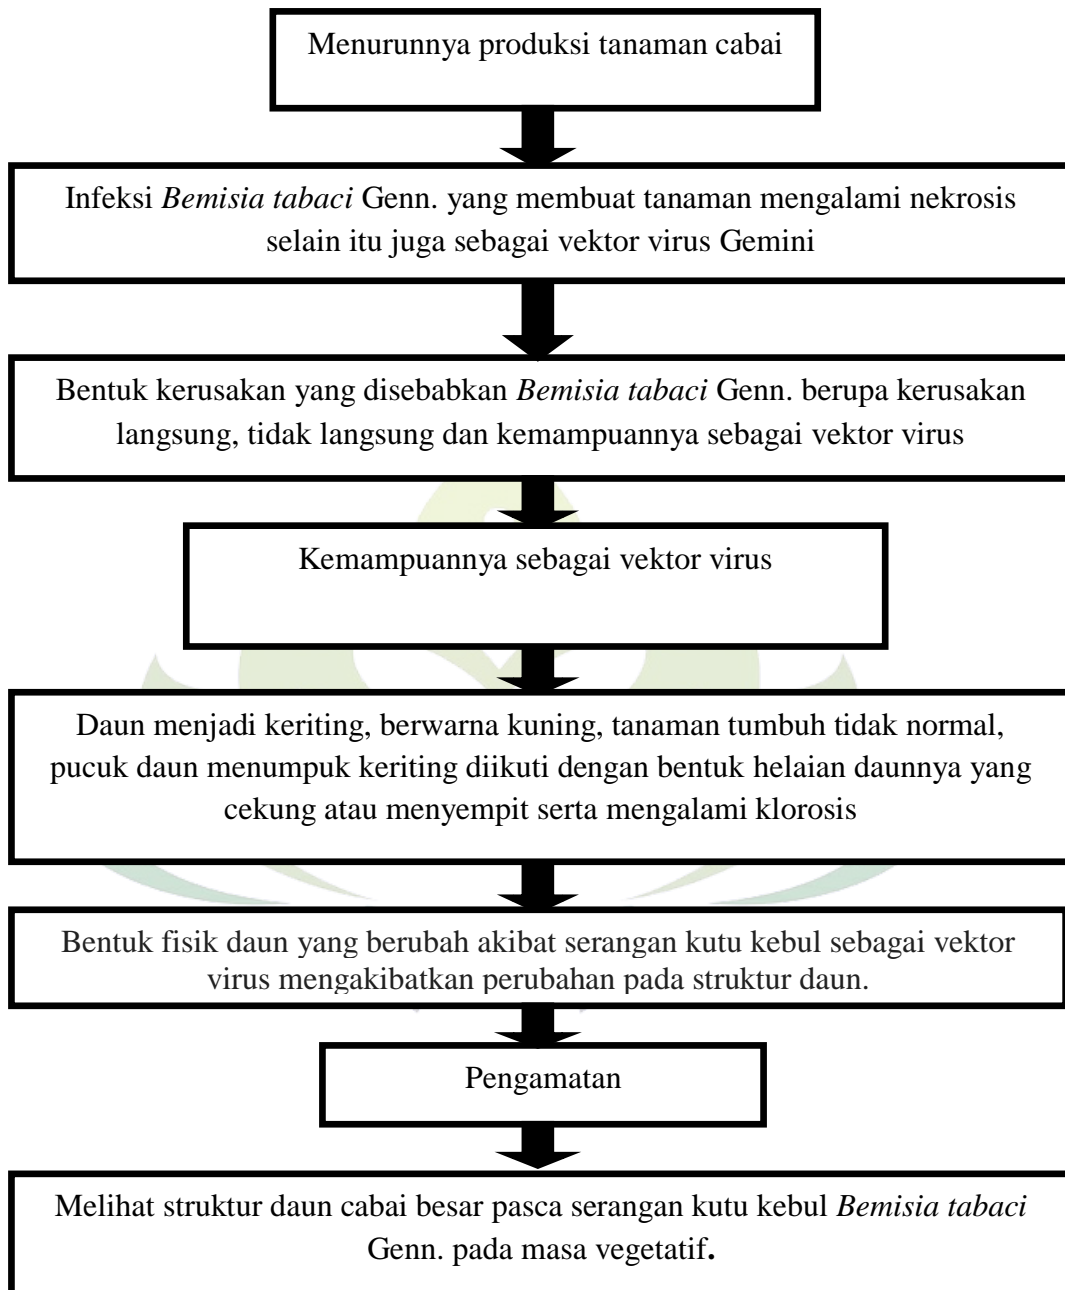 Menurunnya produksi tanaman cabai
Infeksi Bemisia tabaci Genn. yang membuat tanaman mengalami nekrosis
selain itu juga sebagai vektor virus Gemini
Bentuk kerusakan yang disebabkan Bemisia tabaci Genn. berupa kerusakan
langsung, tidak langsung dan kemampuannya sebagai vektor virus
Kemampuannya sebagai vektor virus
Daun menjadi keriting, berwarna kuning, tanaman tumbuh tidak normal,
pucuk daun menumpuk keriting diikuti dengan bentuk helaian daunnya yang
cekung atau menyempit serta mengalami klorosis
Bentuk fisik daun yang berubah akibat serangan kutu kebul sebagai vektor
virus mengakibatkan perubahan pada struktur daun.
Pengamatan
Melihat struktur daun cabai besar pasca serangan kutu kebul Bemisia tabaci
Genn. pada masa vegetatif.